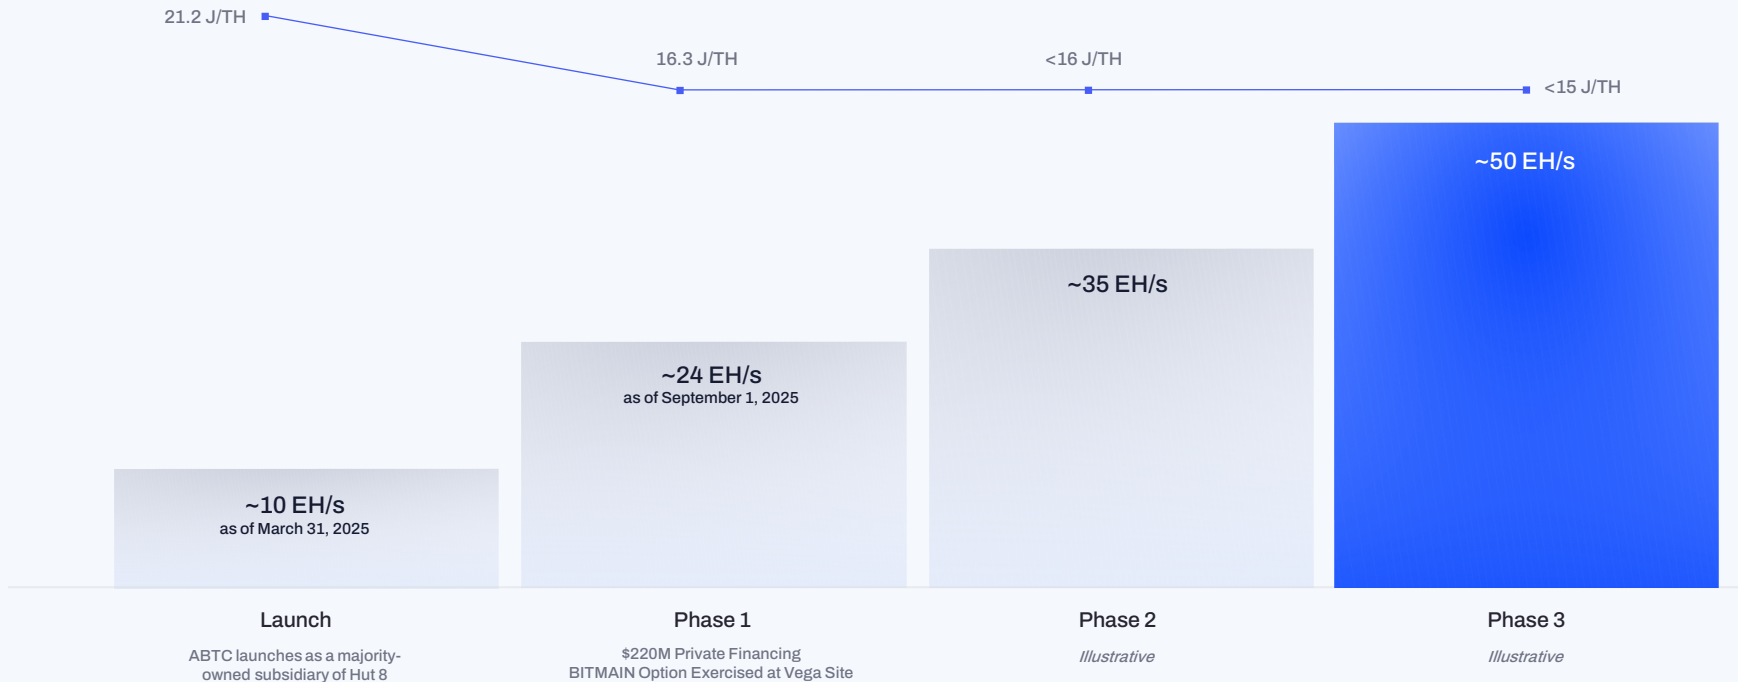 21.2 J/TH
16.3 J/TH
<16 J/TH
<15 J/TH
~10 EH/s
as of March 31, 2025
~24 EH/s
as of September 1, 2025
~35 EH/s
~50 EH/s
Launch
ABTC launches as a majority-
owned subsidiary of Hut 8
Phase 1
$220M Private Financing
BITMAIN Option Exercised at Vega Site
Phase 2
Illustrative
Phase 3
Illustrative